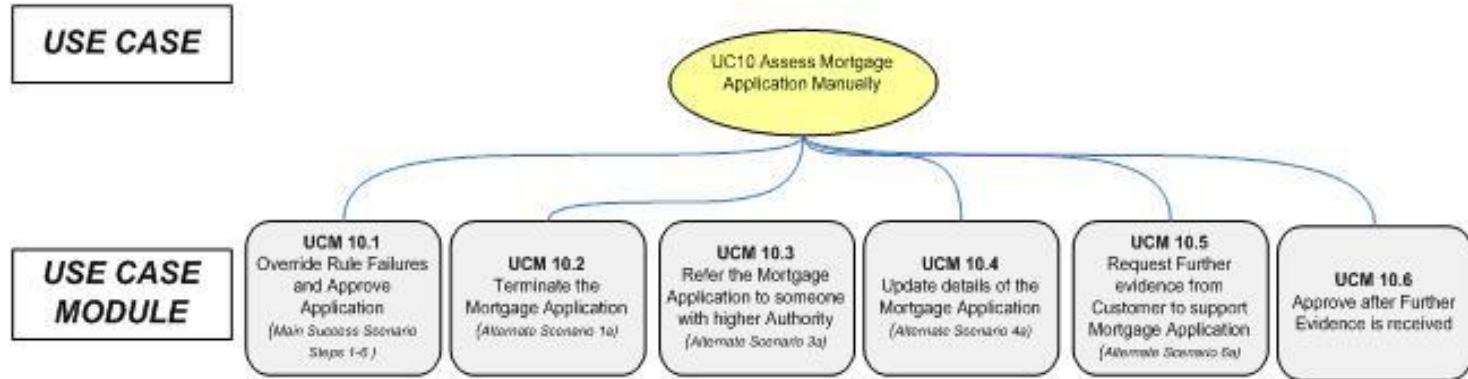 USE CASE
UC10 Assess Mortgage
Application Manually
USE CASE
MODULE
UCM 10.1
Override Rule Failures
and Approve
Application
(Main Success Scenario
Steps 1-6 )
UCM 10.2
Terminate the
Mortgage Application
(Alternate Scenario 1a)
UCM 10.3
Refer the Mortgage
Application to someone
with higher Authority
(Alternate Scenario 3a)
UCM 10.4
Update details of the
Mortgage Application
(Alternate Scenario 4a)
UCM 10.5
Request Further
evidence from
Customer to support
Mortgage Application
(Alternate Scenario 5a)
UCM 10.6
Approve after Further
Evidence is received